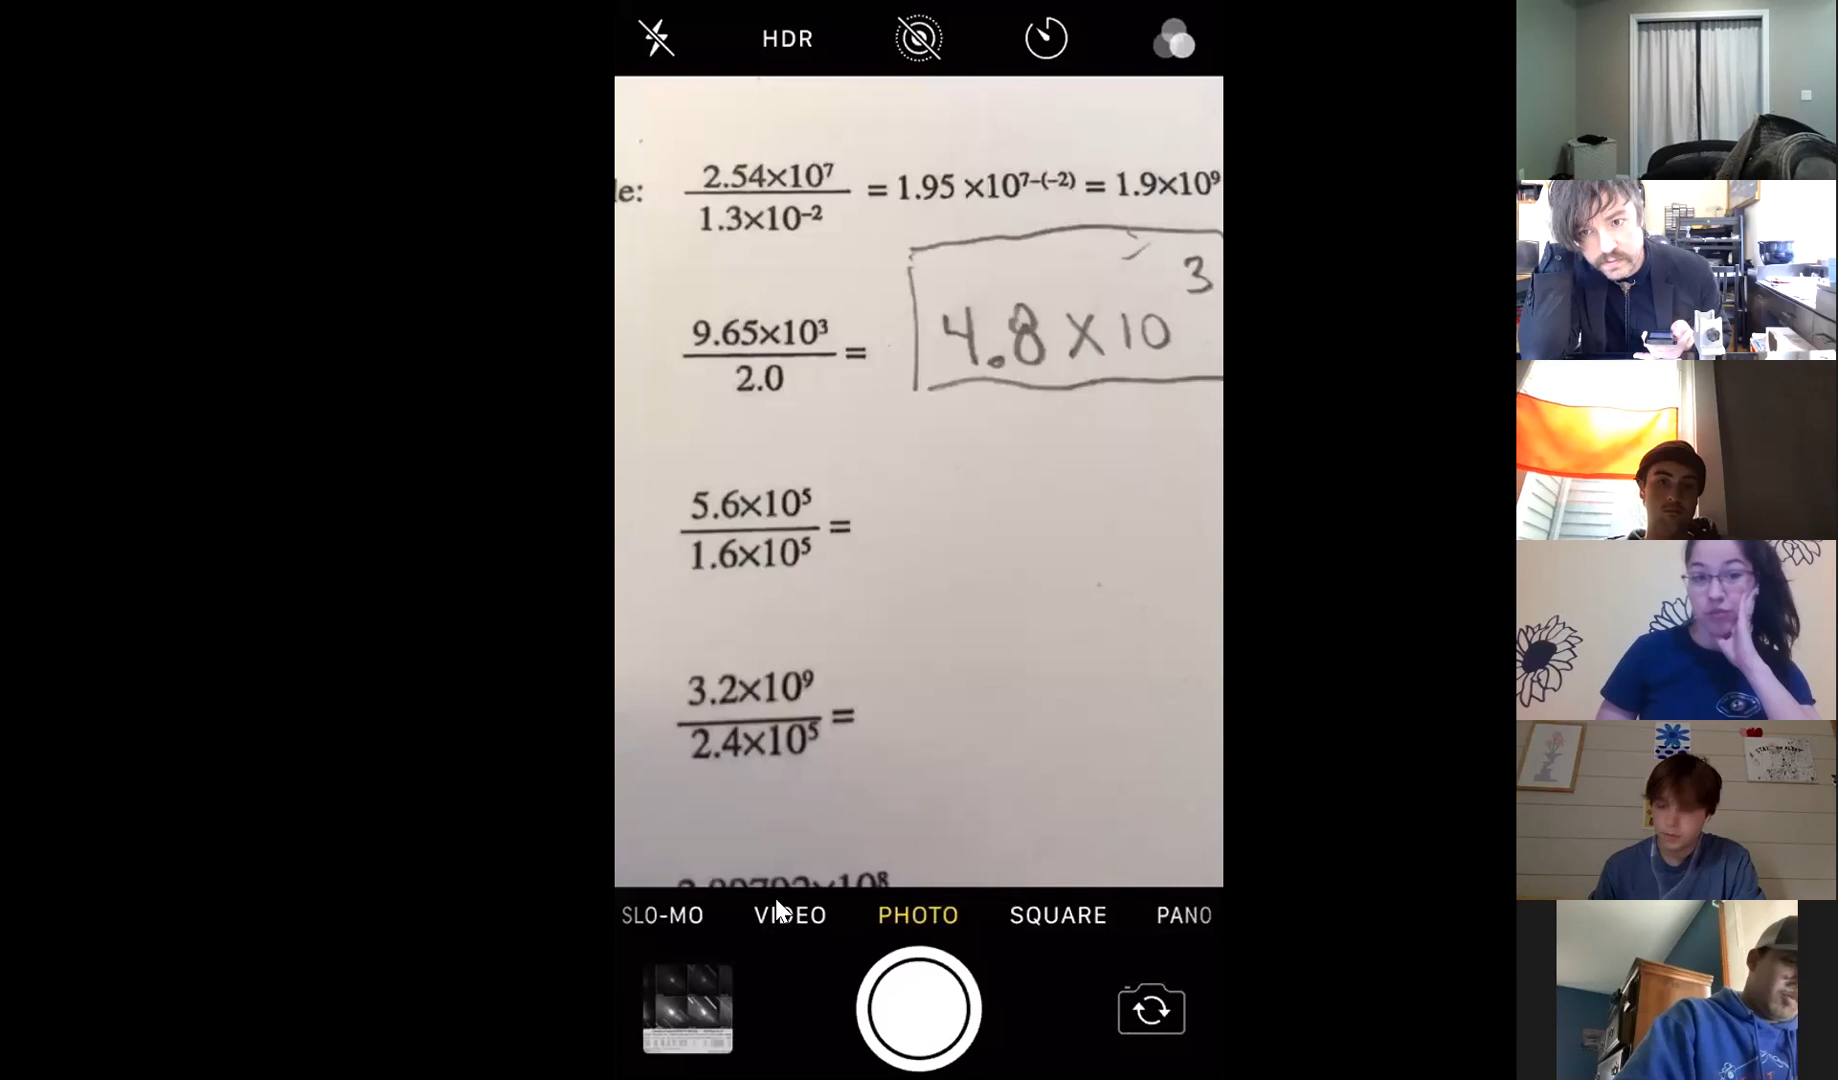 HDR
le: 2.54×10⁷ / 1.3×10⁻² = 1.95 ×10⁷⁻⁽⁻²⁾ = 1.9×10⁹
9.65×10³ / 2.0 = 4.8 X 10³
5.6×10⁵ / 1.6×10⁵ =
3.2×10⁹ / 2.4×10⁵ =
SLO-MO VIDEO PHOTO SQUARE PANO